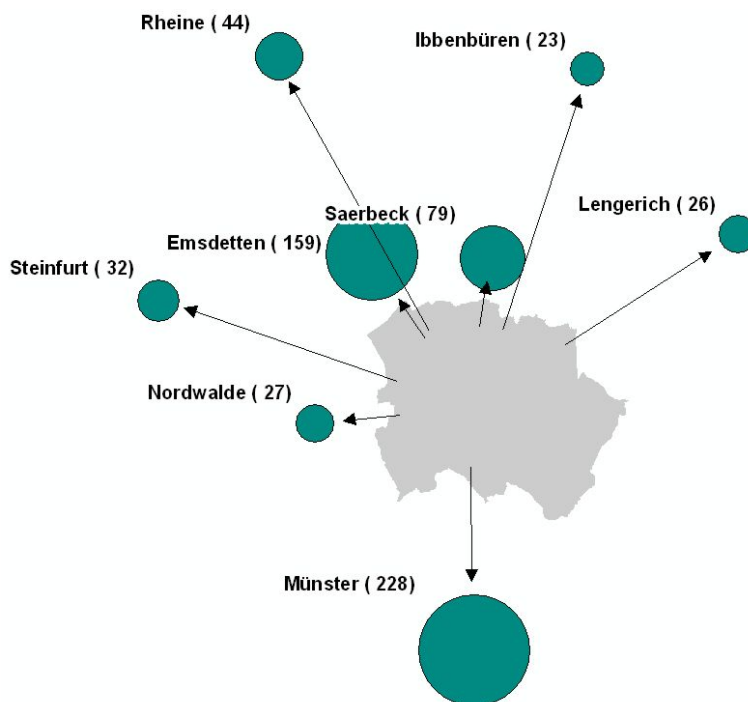 Rheine ( 44)
Ibbenbüren ( 23)
Saerbeck ( 79)
Lengerich ( 26)
Emsdetten ( 159)
Steinfurt ( 32)
Nordwalde ( 27)
Münster ( 228)